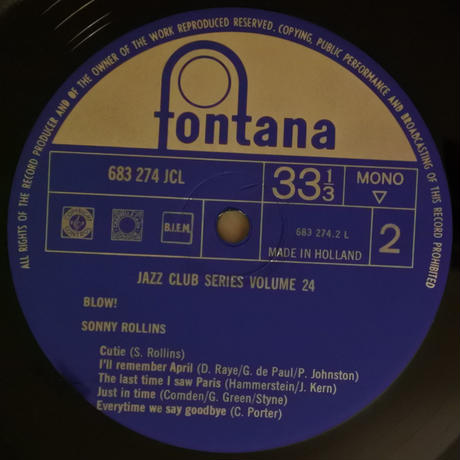 ALL RIGHTS OF THE RECORD PRODUCER AND OF THE OWNER OF THE WORK REPRODUCED RESERVED. COPYING, PUBLIC PERFORMANCE AND BROADCASTING OF THIS RECORD PROHIBITED
fontana
683 274 JCL
33 1/3
MONO
B.I.E.M.
683 274.2 L
MADE IN HOLLAND
2
JAZZ CLUB SERIES VOLUME 24
BLOW!
SONNY ROLLINS
Cutie (S. Rollins)
I'll remember April (D. Raye/G. de Paul/P. Johnston)
The last time I saw Paris (Hammerstein/J. Kern)
Just in time (Comden/G. Green/Styne)
Everytime we say goodbye (C. Porter)